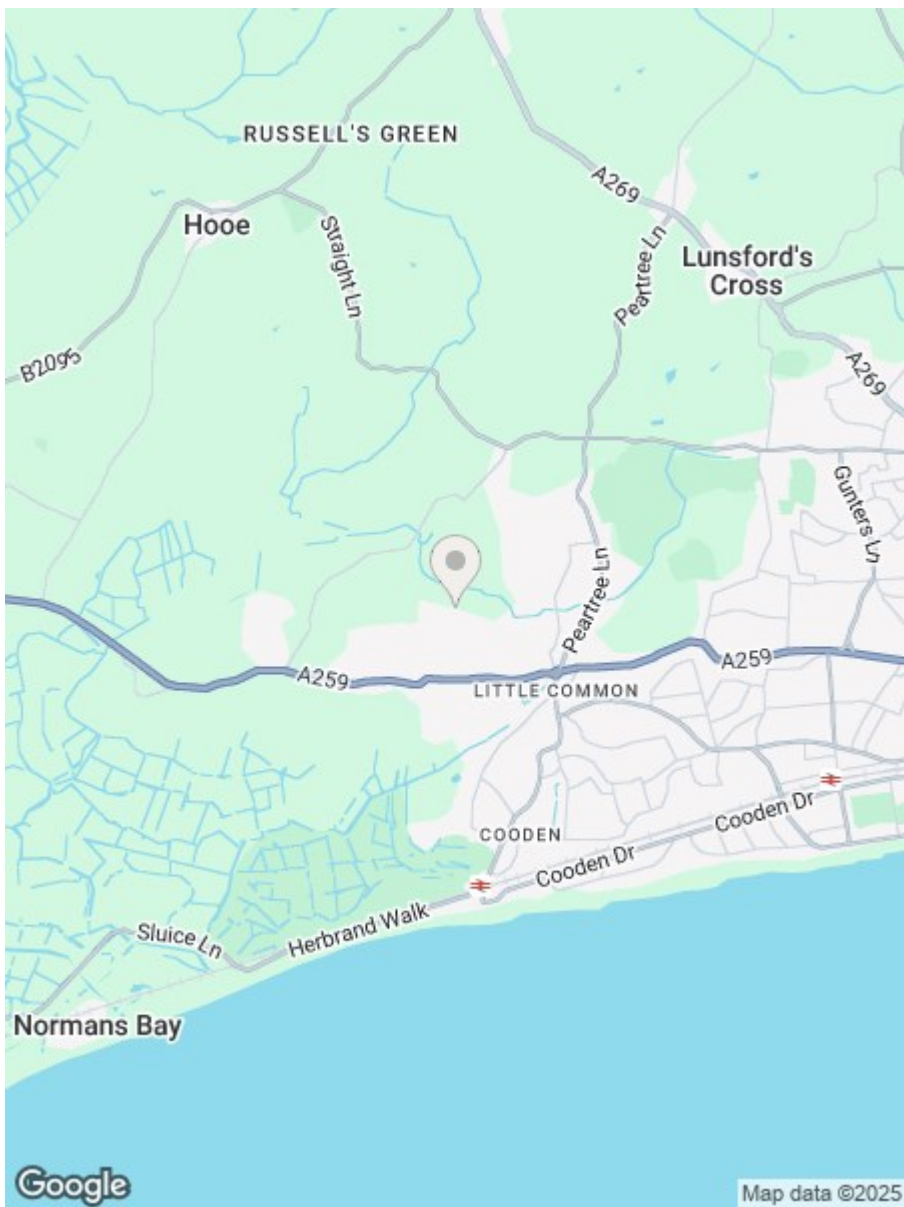 RUSSELL'S GREEN
A269
Hooe
Straight Ln
Peartree Ln
Lunsford's
Cross
B2095
A269
Gunters Ln
Peartree Ln
A259
A259
LITTLE COMMON
Cooden Dr
COODEN
Cooden Dr
Herbrand Walk
Sluice Ln
Normans Bay
Google
Map data ©2025